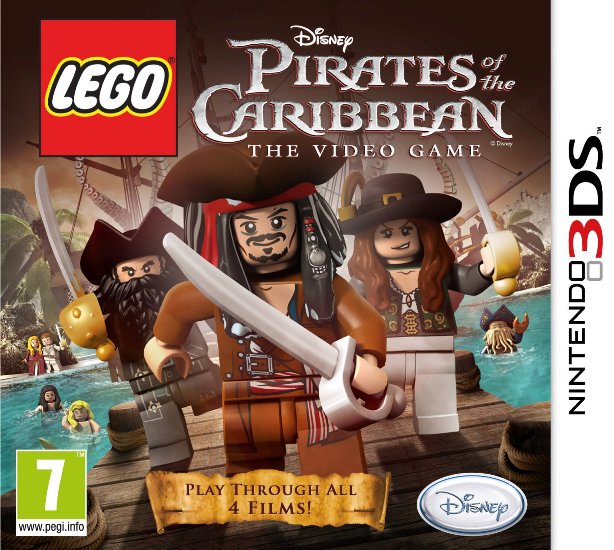 LEGO
Disney
PIRATES of the
CARIBBEAN
© Disney
THE VIDEO GAME
NINTENDO 3DS™
PLAY THROUGH ALL
4 FILMS!
7
www.pegi.info
Disney